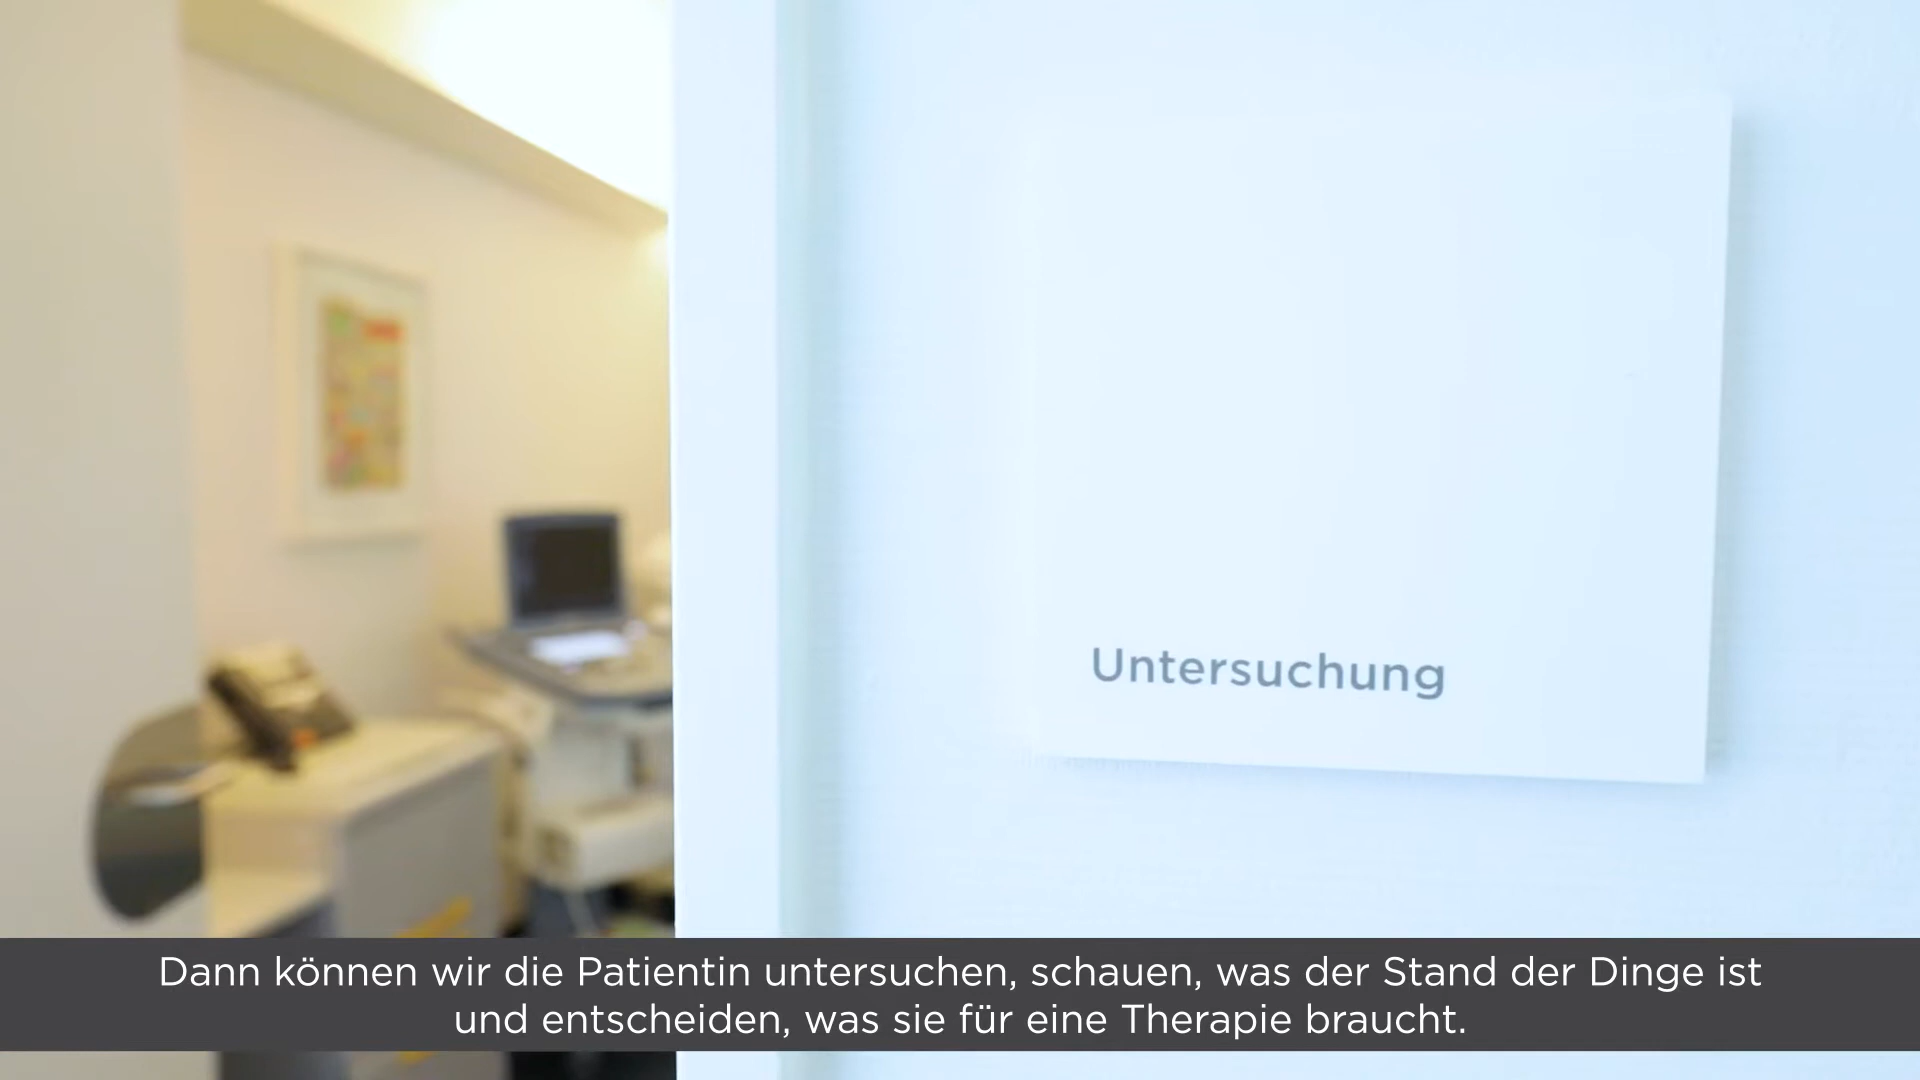 Untersuchung
Dann können wir die Patientin untersuchen, schauen, was der Stand der Dinge ist
und entscheiden, was sie für eine Therapie braucht.